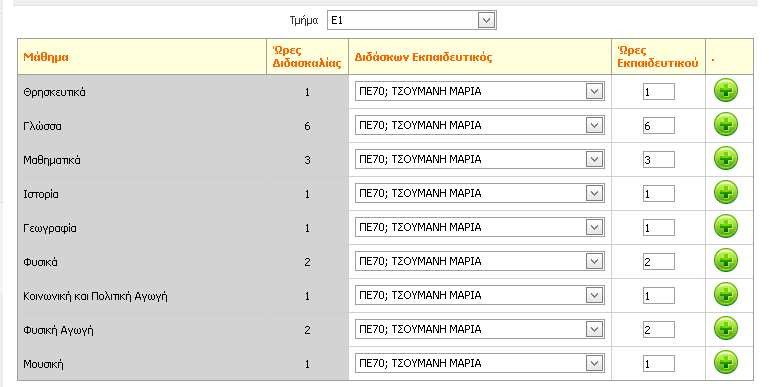 Τμήμα Ε1
Μάθημα Ώρες Διδασκαλίας Διδάσκων Εκπαιδευτικός Ώρες Εκπαιδευτικού .
Θρησκευτικά 1 ΠΕ70; ΤΣΟΥΜΑΝΗ ΜΑΡΙΑ 1
Γλώσσα 6 ΠΕ70; ΤΣΟΥΜΑΝΗ ΜΑΡΙΑ 6
Μαθηματικά 3 ΠΕ70; ΤΣΟΥΜΑΝΗ ΜΑΡΙΑ 3
Ιστορία 1 ΠΕ70; ΤΣΟΥΜΑΝΗ ΜΑΡΙΑ 1
Γεωγραφία 1 ΠΕ70; ΤΣΟΥΜΑΝΗ ΜΑΡΙΑ 1
Φυσικά 2 ΠΕ70; ΤΣΟΥΜΑΝΗ ΜΑΡΙΑ 2
Κοινωνική και Πολιτική Αγωγή 1 ΠΕ70; ΤΣΟΥΜΑΝΗ ΜΑΡΙΑ 1
Φυσική Αγωγή 2 ΠΕ70; ΤΣΟΥΜΑΝΗ ΜΑΡΙΑ 2
Μουσική 1 ΠΕ70; ΤΣΟΥΜΑΝΗ ΜΑΡΙΑ 1